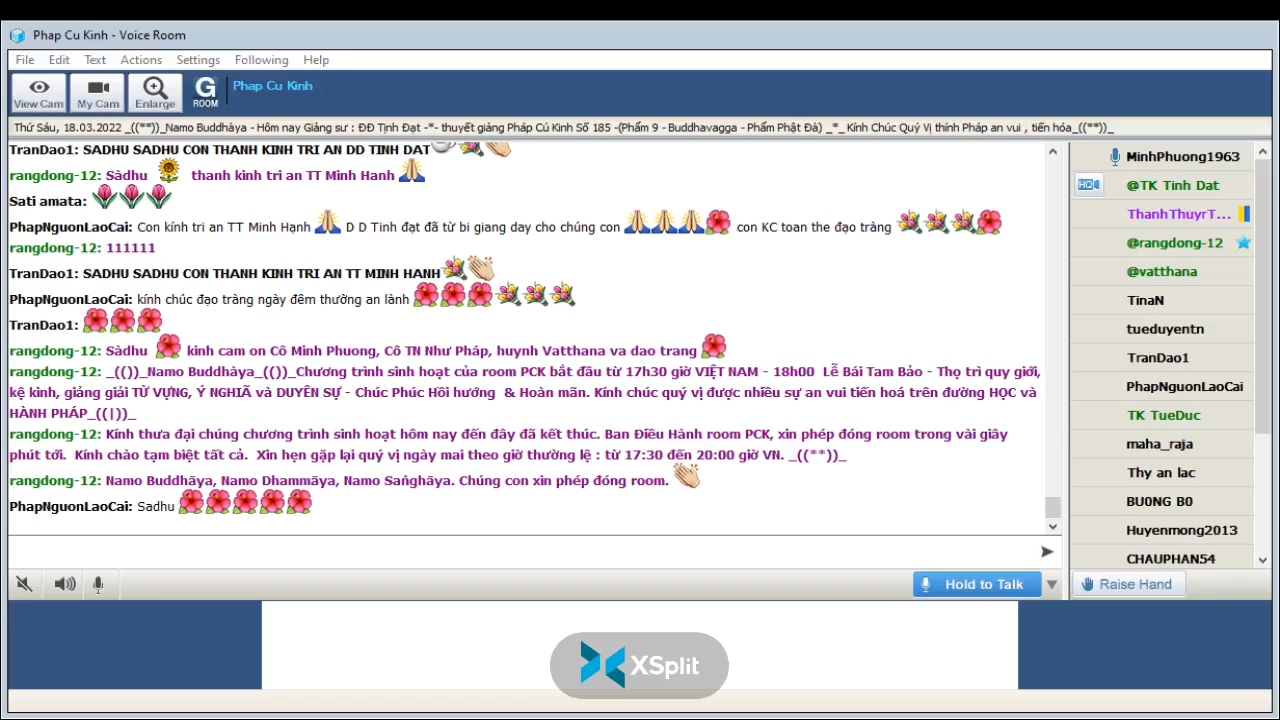 Phap Cu Kinh - Voice Room
File Edit Text Actions Settings Following Help
View Cam My Cam Enlarge G ROOM Phap Cu Kinh
Thứ Sáu, 18.03.2022 _((**))_Namo Buddhàya - Hôm nay Giảng sư : ĐĐ Tịnh Đạt -*- thuyết giảng Pháp Cú Kinh Số 185 -(Phẩm 9 - Buddhavagga - Phẩm Phật Đà) _*_ Kính Chúc Quý Vị thính Pháp an vui , tiến hóa_((**))_
TranDao1: SADHU SADHU CON THANH KINH TRI AN DD TINH DAT
rangdong-12: Sàdhu thanh kinh tri an TT Minh Hanh
Sati amata:
PhapNguonLaoCai: Con kính tri an TT Minh Hạnh D D Tinh đạt đã từ bi giang day cho chúng con con KC toan the đạo tràng
rangdong-12: 111111
TranDao1: SADHU SADHU CON THANH KINH TRI AN TT MINH HANH
PhapNguonLaoCai: kính chúc đạo tràng ngày đêm thường an lành
TranDao1:
rangdong-12: Sàdhu kinh cam on Cô Minh Phuong, Cô TN Như Pháp, huynh Vatthana va dao trang
rangdong-12: _(())_Namo Buddhàya_(())_Chương trình sinh hoạt của room PCK bắt đầu từ 17h30 giờ VIỆT NAM - 18h00 Lễ Bái Tam Bảo - Thọ trì quy giới,
kệ kinh, giảng giải TỪ VỰNG, Ý NGHIÃ và DUYÊN SỰ - Chúc Phúc Hồi hướng & Hoàn mãn. Kính chúc quý vị được nhiều sự an vui tiến hoá trên đường HỌC và
HÀNH PHÁP_((|))_
rangdong-12: Kính thưa đại chúng chương trình sinh hoạt hôm nay đến đây đã kết thúc. Ban Điều Hành room PCK, xin phép đóng room trong vài giây
phút tới. Kính chào tạm biệt tất cả. Xin hẹn gặp lại quý vị ngày mai theo giờ thường lệ : từ 17:30 đến 20:00 giờ VN. _((**))_
rangdong-12: Namo Buddhāya, Namo Dhammāya, Namo Saṅghāya. Chúng con xin phép đóng room.
PhapNguonLaoCai: Sadhu
Hold to Talk
MinhPhuong1963
HQ @TK Tinh Dat
ThanhThuyrT...
@rangdong-12
@vatthana
TinaN
tueduyentn
TranDao1
PhapNguonLaoCai
TK TueDuc
maha_raja
Thy an lac
BU0NG B0
Huyenmong2013
CHAUPHAN54
Raise Hand
XSplit